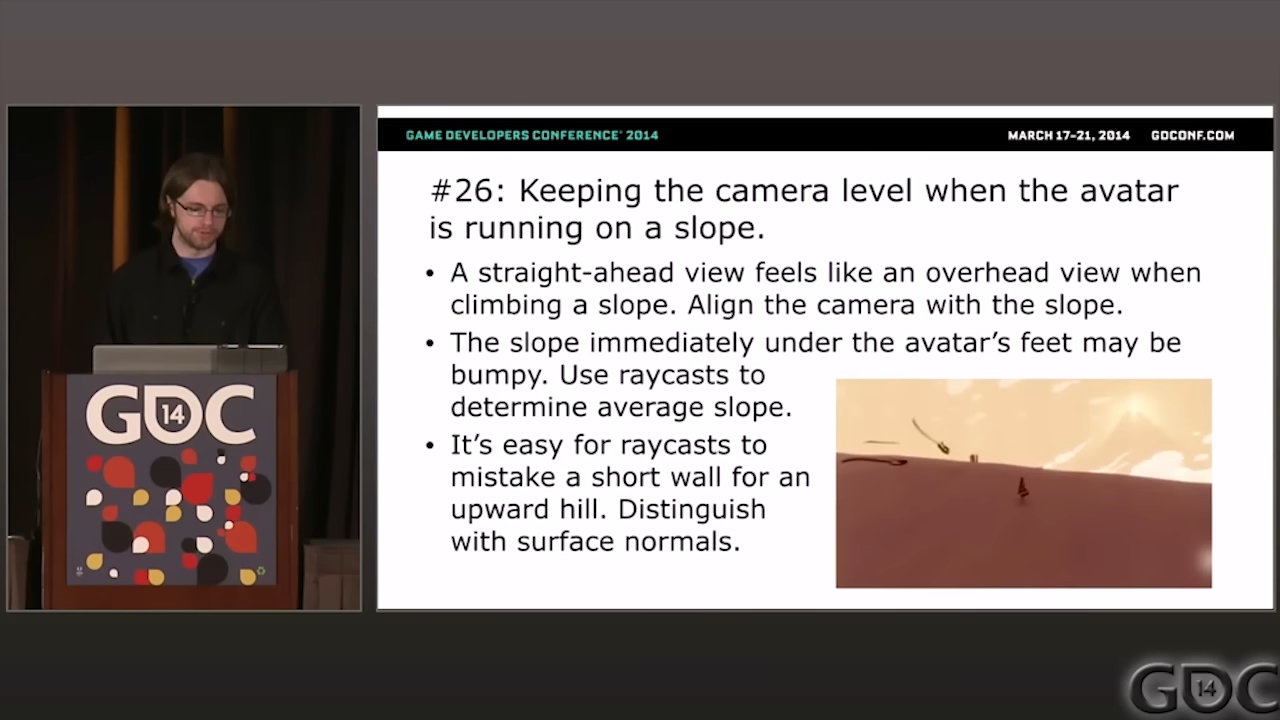 GAME DEVELOPERS CONFERENCE® 2014
MARCH 17–21, 2014 GDCONF.COM
#26: Keeping the camera level when the avatar
is running on a slope.
• A straight-ahead view feels like an overhead view when
climbing a slope. Align the camera with the slope.
• The slope immediately under the avatar’s feet may be
bumpy. Use raycasts to
determine average slope.
• It’s easy for raycasts to
mistake a short wall for an
upward hill. Distinguish
with surface normals.
GDC
14
GDC
14